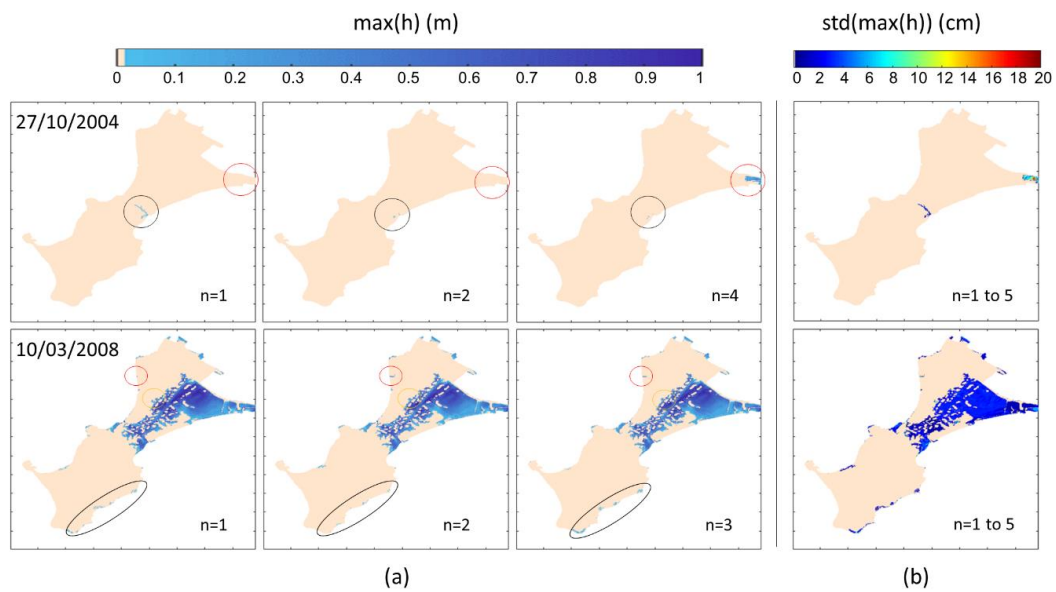 max(h) (m)
std(max(h)) (cm)
0 0.1 0.2 0.3 0.4 0.5 0.6 0.7 0.8 0.9 1
0 2 4 6 8 10 12 14 16 18 20
27/10/2004
n=1
n=2
n=4
n=1 to 5
10/03/2008
n=1
n=2
n=3
n=1 to 5
(a)
(b)